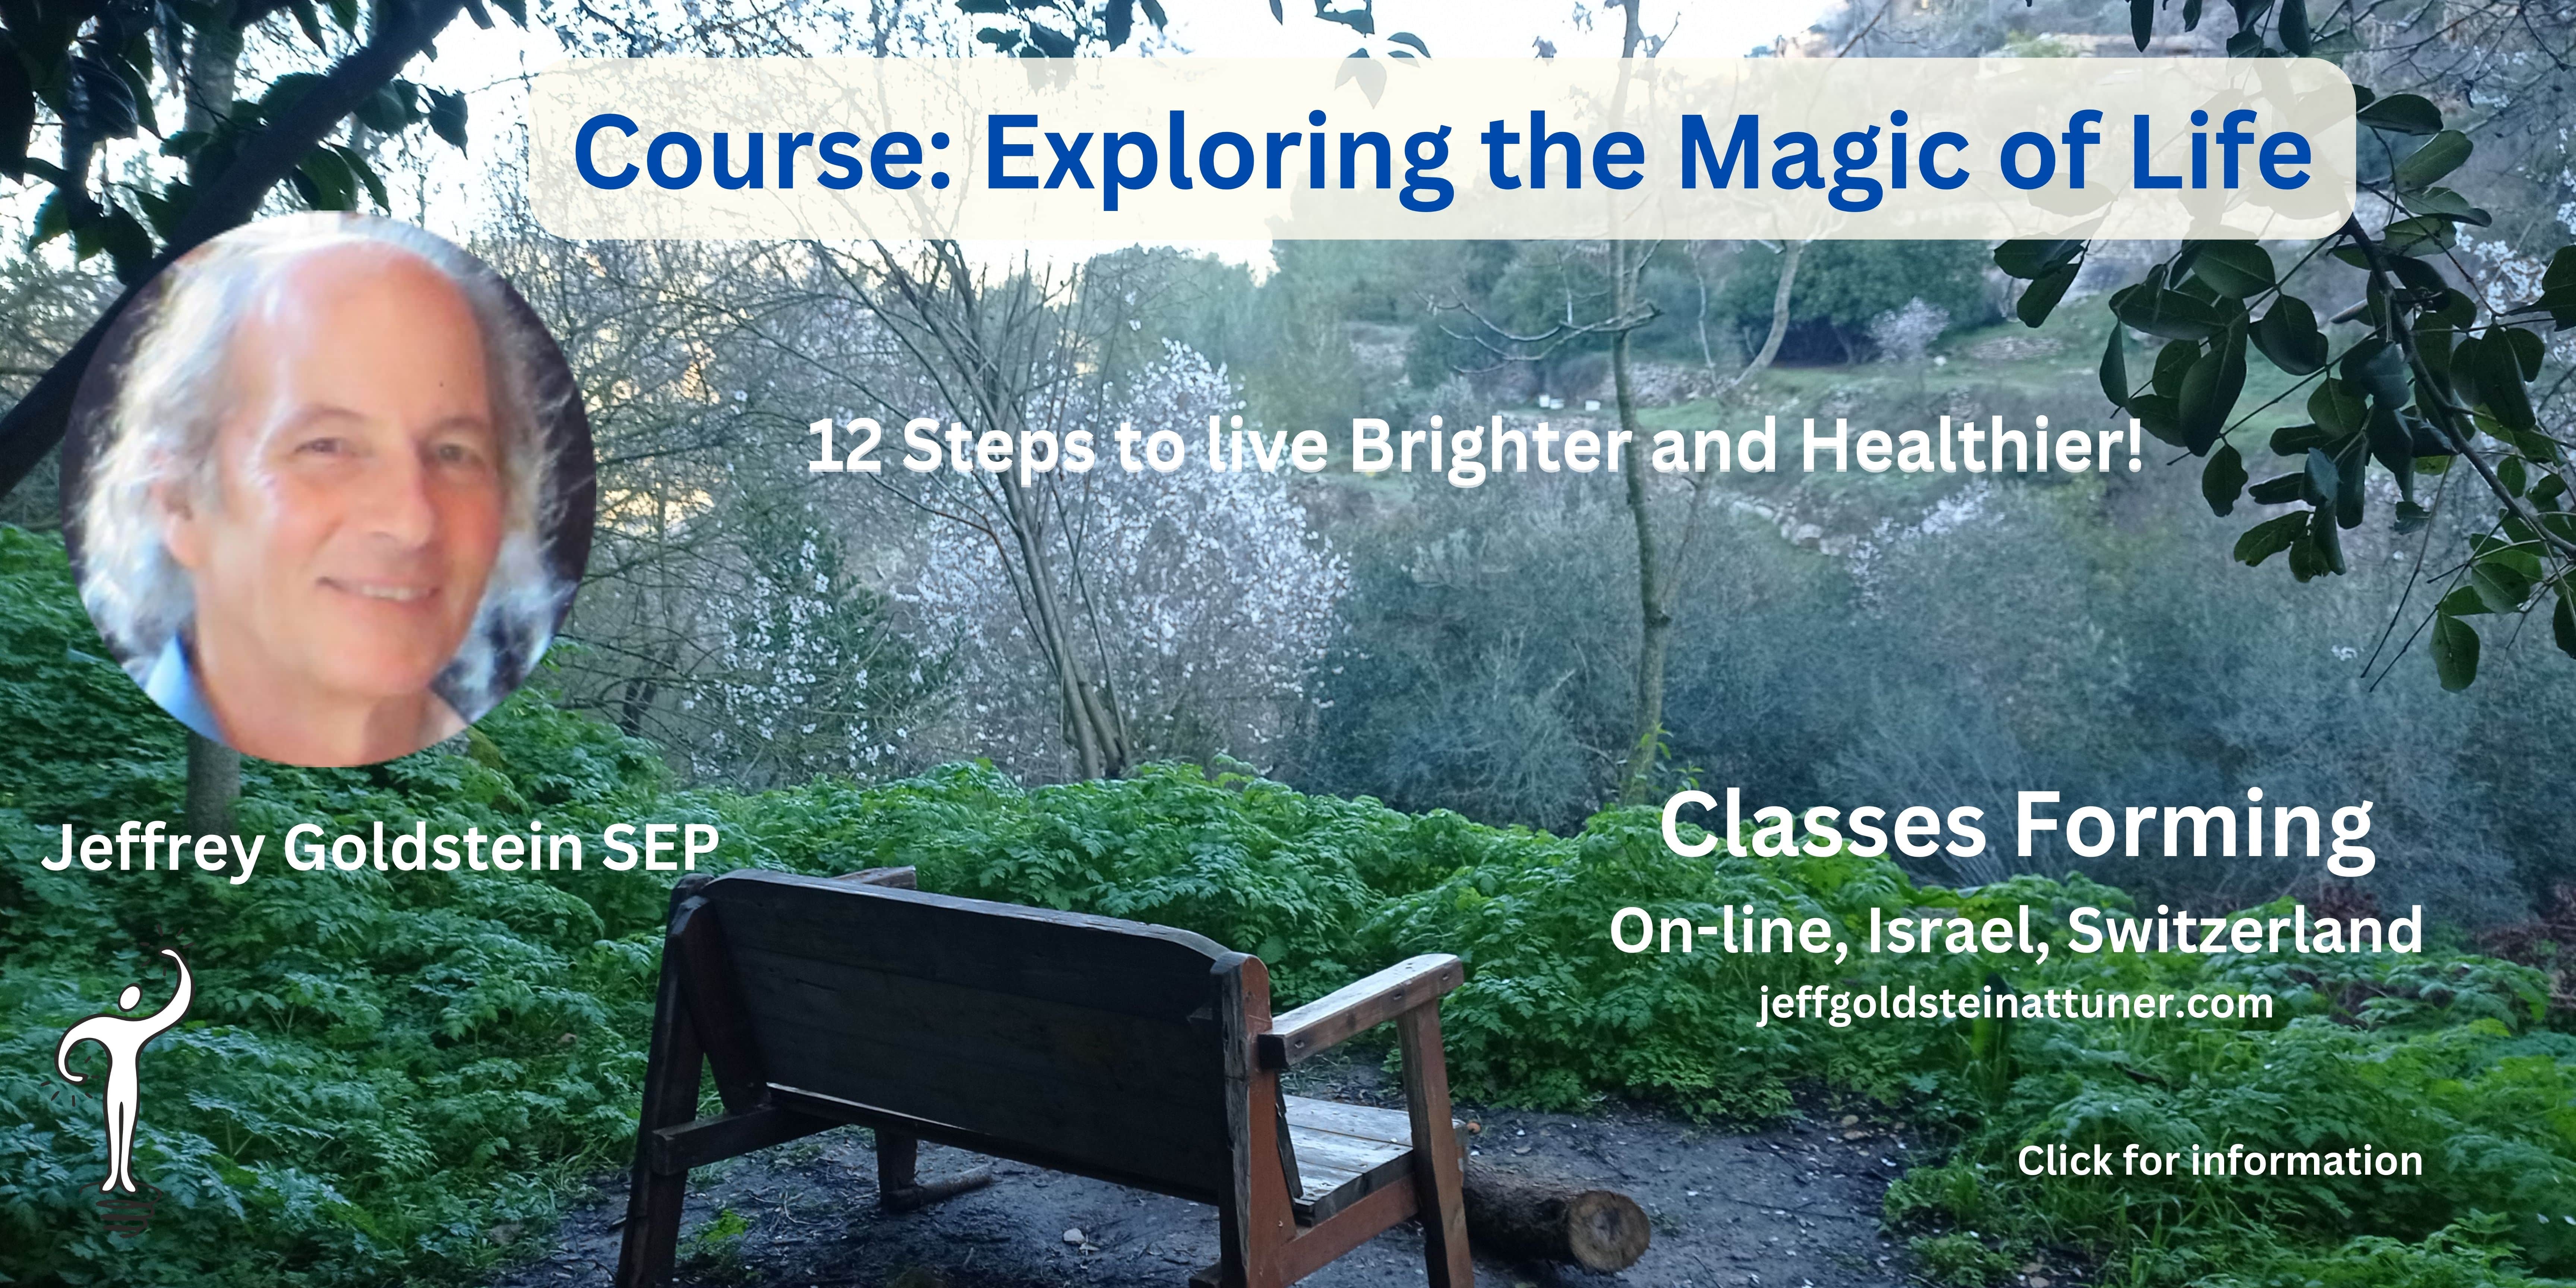 Course: Exploring the Magic of Life
12 Steps to live Brighter and Healthier!
Jeffrey Goldstein SEP
Classes Forming
On-line, Israel, Switzerland
jeffgoldsteinattuner.com
Click for information